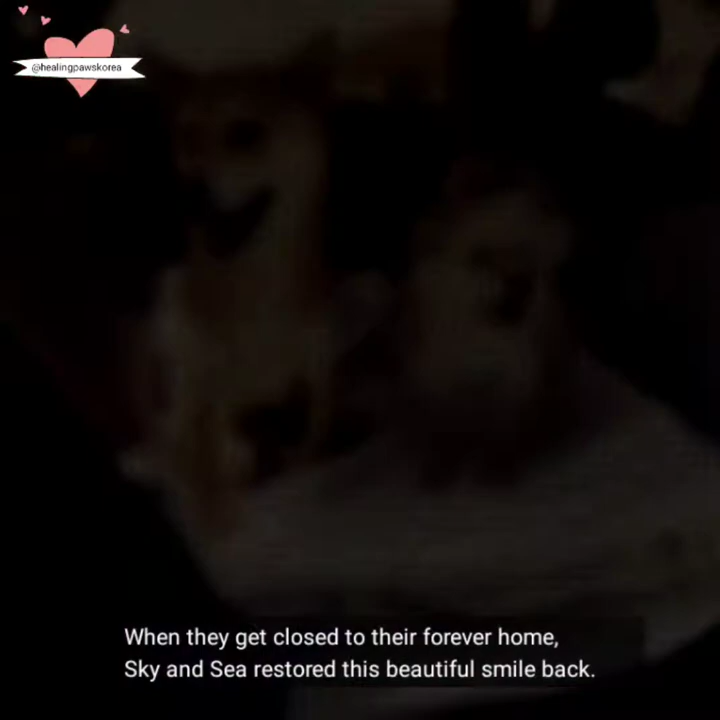 @healingpawskorea
When they get closed to their forever home,
Sky and Sea restored this beautiful smile back.